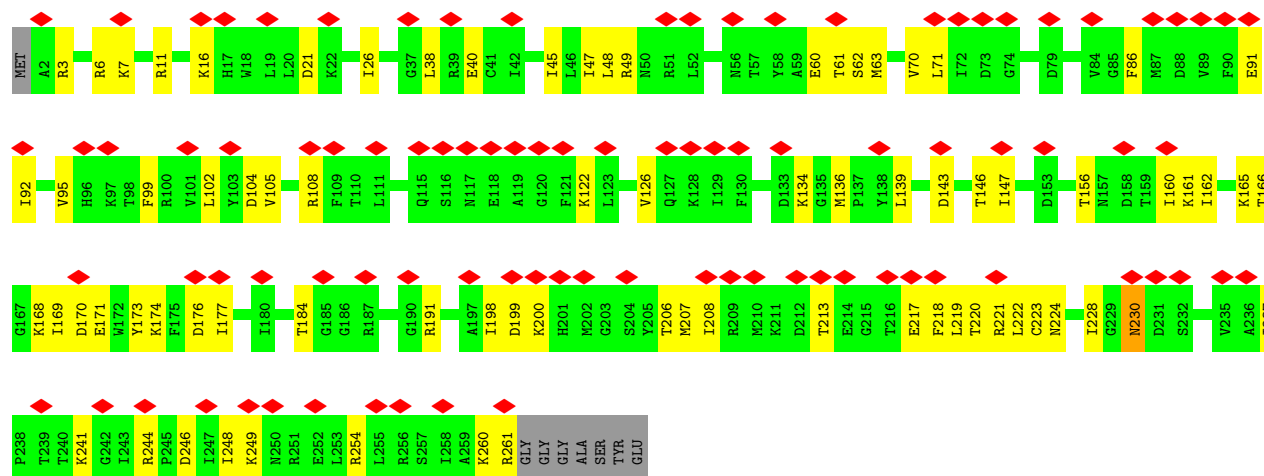 MET A2 R3 R6 K7 R11 K16 H17 W18 L19 L20 D21 K22 I26 G37 L38 R39 E40 C41 I42 I45 L46 I47 L48 R49 N50 R51 L52 N56 T57 Y58 A59 E60 T61 S62 M63 V70 L71 I72 D73 G74 D79 V84 G85 F86 M87 D88 V89 F90 E91
I92 V95 H96 K97 T98 F99 R100 V101 L102 Y103 D104 V105 R108 F109 T110 L111 Q115 S116 N117 E118 A119 G120 F121 K122 L123 V126 Q127 K128 I129 F130 D133 K134 G135 M136 P137 Y138 L139 D143 T146 I147 D153 T156 N157 D158 T159 I160 K161 I162 K165 T166
G167 K168 I169 D170 E171 W172 Y173 K174 F175 D176 I177 I180 T184 G185 G186 R187 G190 R191 A197 I198 D199 K200 H201 M202 G203 S204 Y205 T206 M207 I208 R209 M210 K211 D212 T213 E214 G215 T216 E217 F218 L219 T220 R221 L222 G223 N224 I228 G229 N230 D231 S232 V235 A236
P238 T239 T240 K241 G242 I243 R244 P245 D246 I247 I248 K249 N250 R251 E252 L253 R254 L255 R256 S257 I258 A259 K260 R261 GLY GLY GLY ALA SER TYR GLU